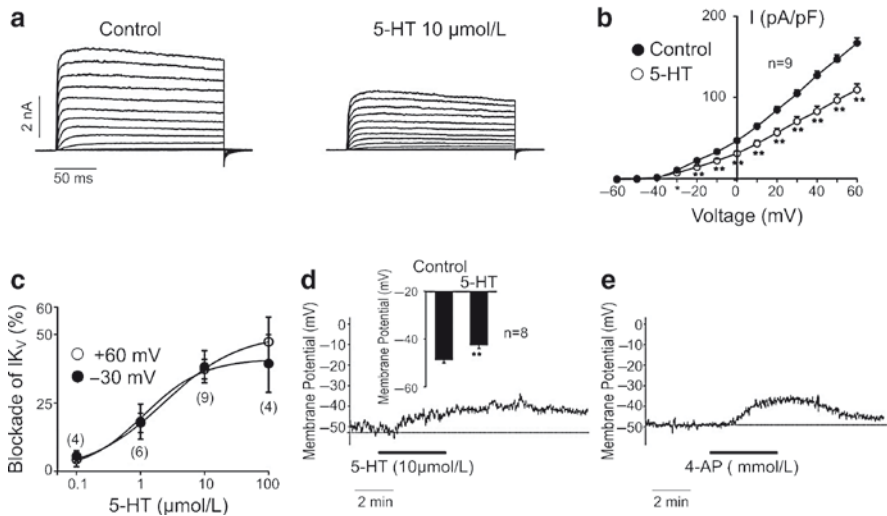 a
Control
5-HT 10 μmol/L
2 nA
50 ms
b
I (pA/pF)
200
100
Control
5-HT
n=9
*
**
**
**
**
**
**
**
**
**
−60
−40
−20
0
20
40
60
Voltage (mV)
c
Blockade of IKV (%)
60
50
25
0
+60 mV
−30 mV
(4)
(6)
(9)
(4)
0.1
1
10
100
5-HT (μmol/L)
d
Membrane Potential (mV)
0
−10
−20
−30
−40
−50
Control
5-HT
Membrane Potential (mV)
−20
−40
−60
**
n=8
5-HT (10μmol/L)
2 min
e
Membrane Potential (mV)
0
−10
−20
−30
−40
−50
4-AP ( mmol/L)
2 min